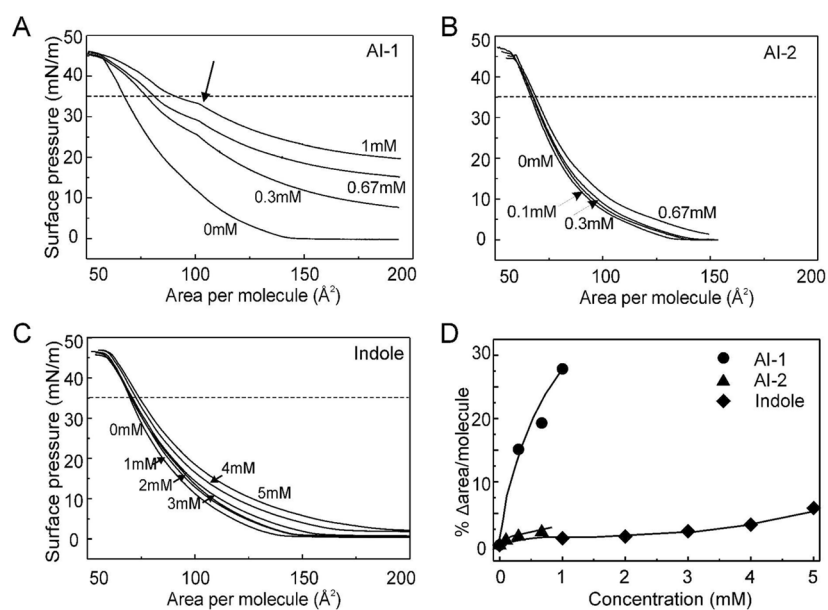 A
AI-1
Surface pressure (mN/m)
50
40
30
20
10
0
1mM
0.67mM
0.3mM
0mM
50
100
150
200
Area per molecule (Å²)
B
AI-2
Surface pressure (mN/m)
50
40
30
20
10
0
0mM
0.1mM
0.3mM
0.67mM
50
100
150
200
Area per molecule (Å²)
C
Indole
Surface pressure (mN/m)
50
40
30
20
10
0
0mM
1mM
2mM
3mM
4mM
5mM
50
100
150
200
Area per molecule (Å²)
D
AI-1
AI-2
Indole
% Δarea/molecule
30
20
10
0
0
1
2
3
4
5
Concentration (mM)